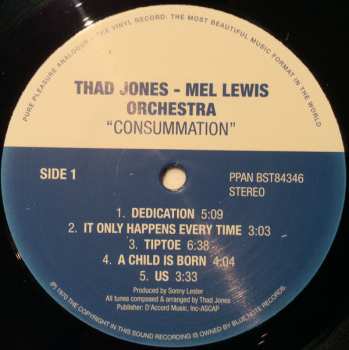 PURE PLEASURE ANALOGUE - THE VINYL RECORD: THE MOST BEAUTIFUL MUSIC FORMAT IN THE WORLD
THAD JONES - MEL LEWIS
ORCHESTRA
"CONSUMMATION"
SIDE 1
PPAN BST84346
STEREO
1. DEDICATION 5:09
2. IT ONLY HAPPENS EVERY TIME 3:03
3. TIPTOE 6:38
4. A CHILD IS BORN 4:04
5. US 3:33
Produced by Sonny Lester
All tunes composed & arranged by Thad Jones
Publisher: D'Accord Music, Inc-ASCAP
(P) 1970 THE COPYRIGHT IN THIS SOUND RECORDING IS OWNED BY BLUE NOTE RECORDS